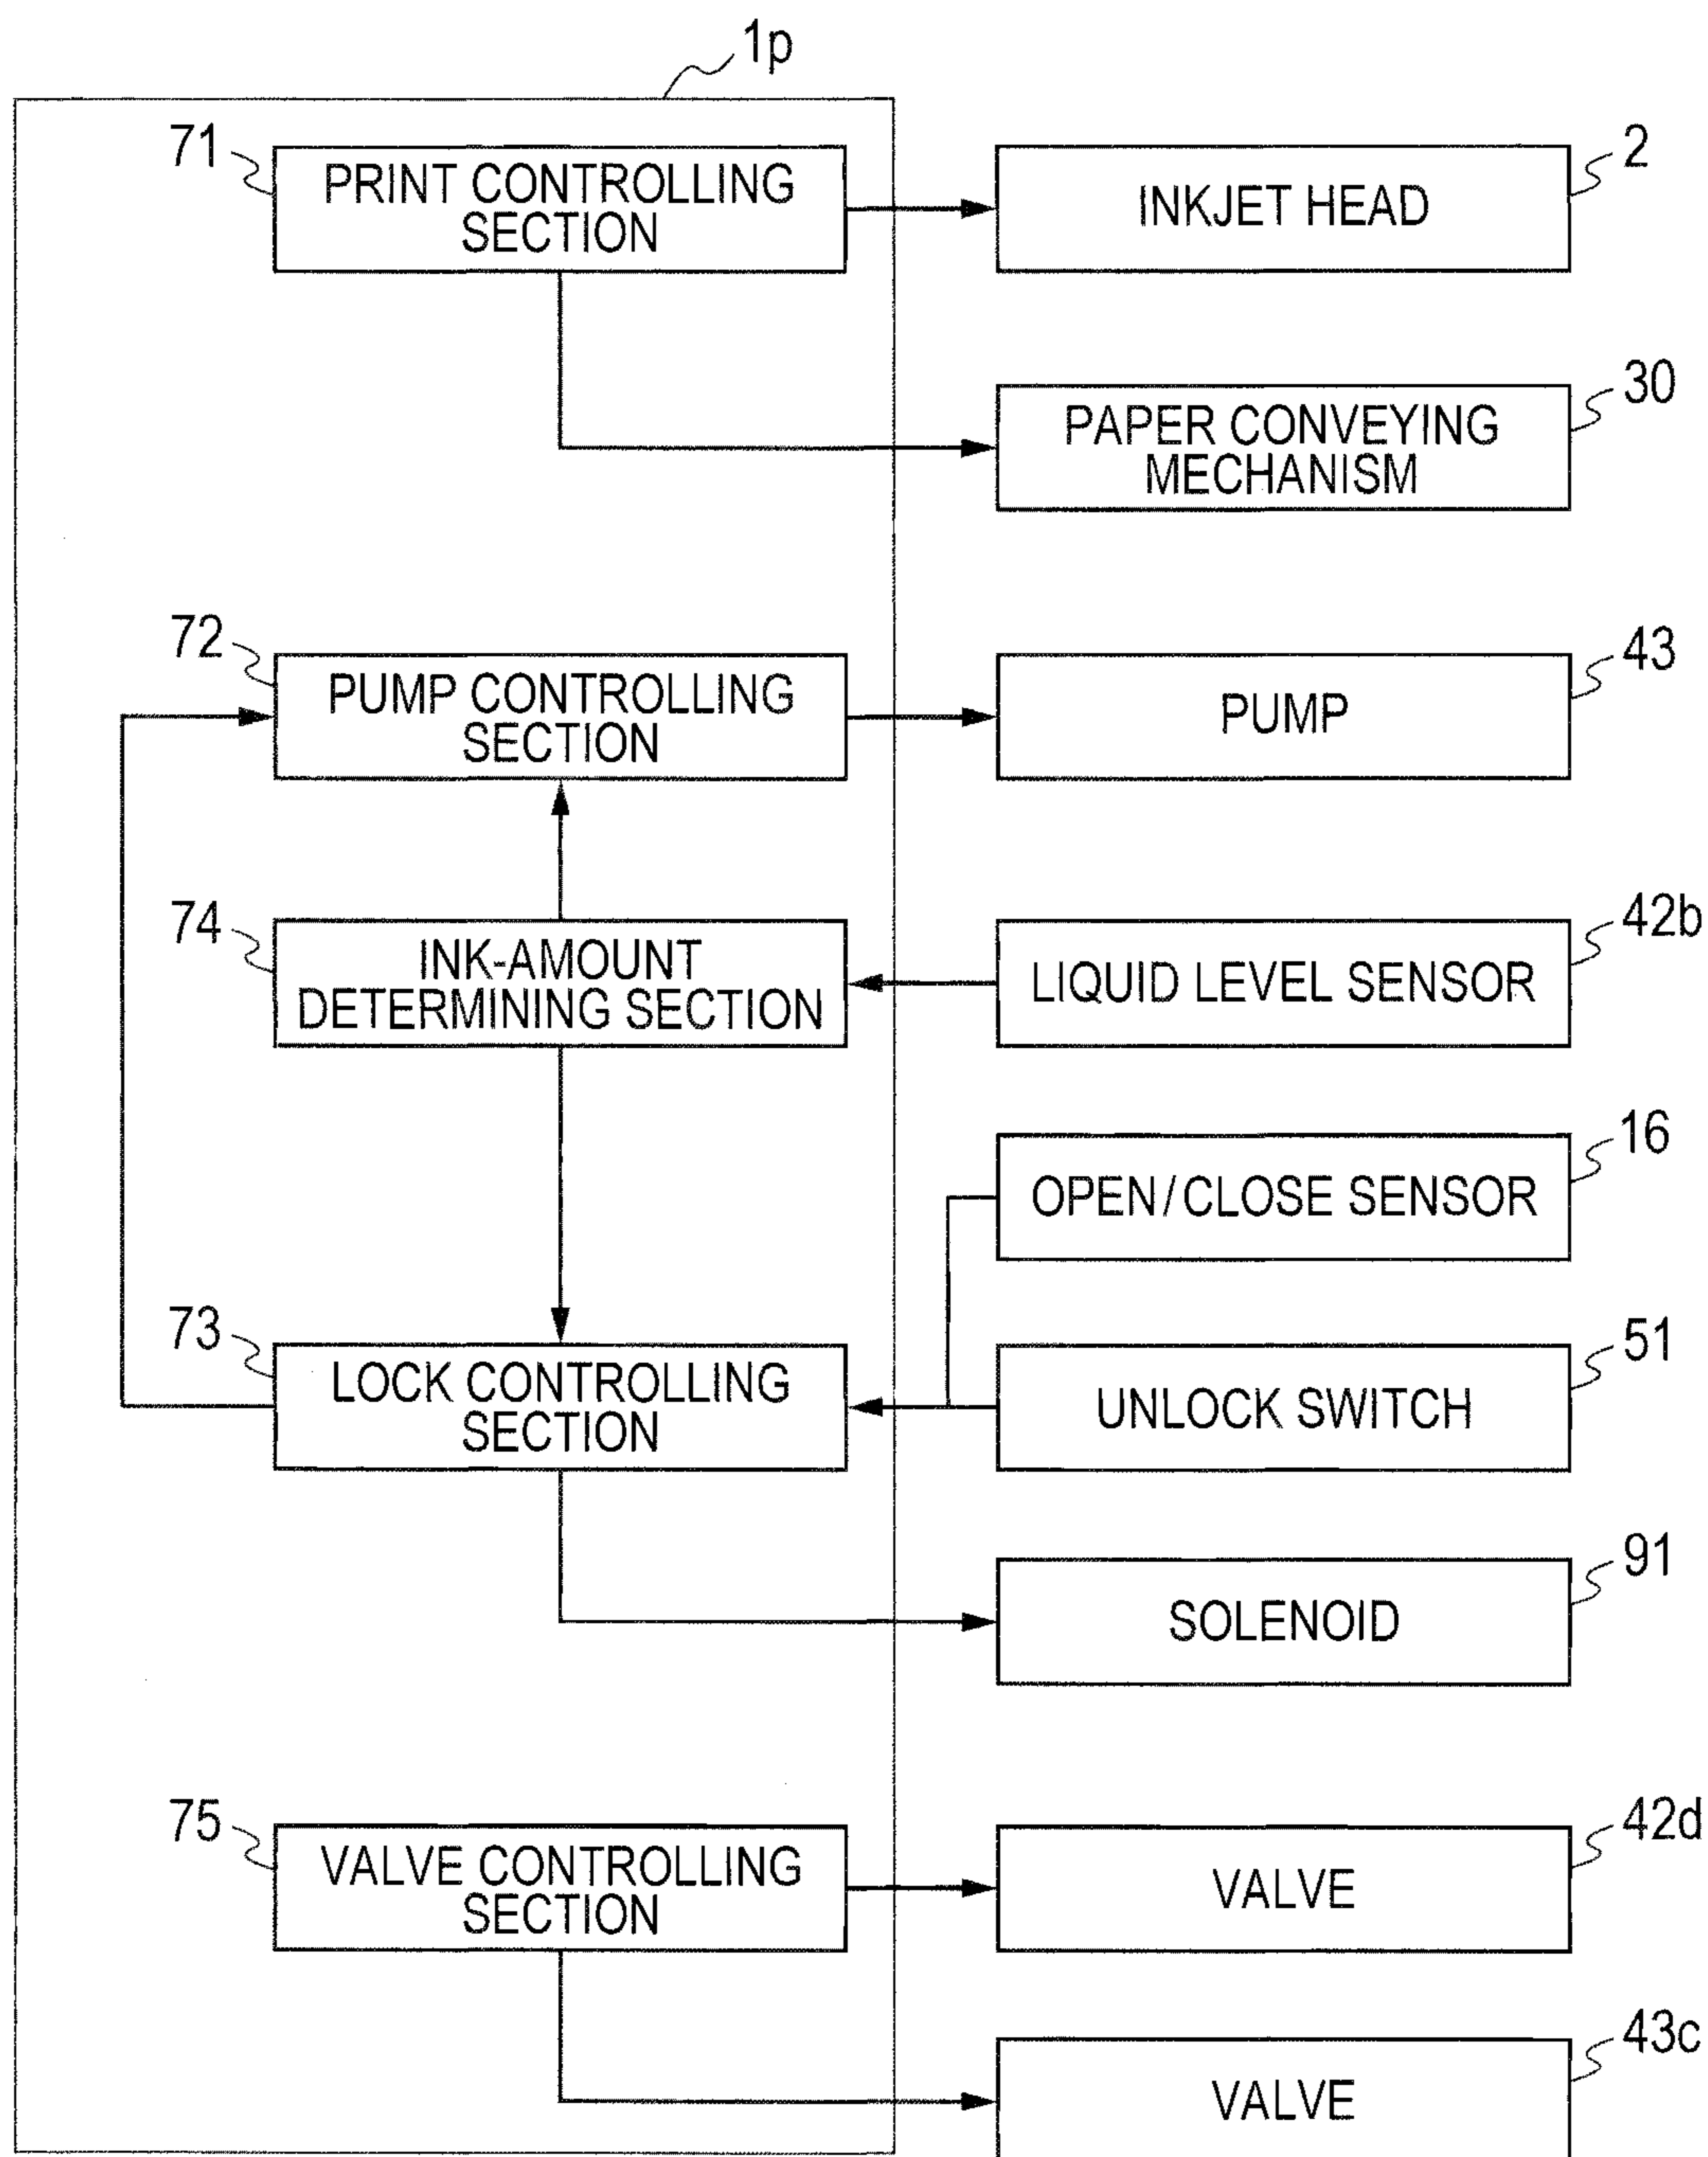 1p
71
PRINT CONTROLLING
SECTION
2
INKJET HEAD
30
PAPER CONVEYING
MECHANISM
72
PUMP CONTROLLING
SECTION
43
PUMP
74
INK-AMOUNT
DETERMINING SECTION
42b
LIQUID LEVEL SENSOR
16
OPEN/CLOSE SENSOR
73
LOCK CONTROLLING
SECTION
51
UNLOCK SWITCH
91
SOLENOID
75
VALVE CONTROLLING
SECTION
42d
VALVE
43c
VALVE